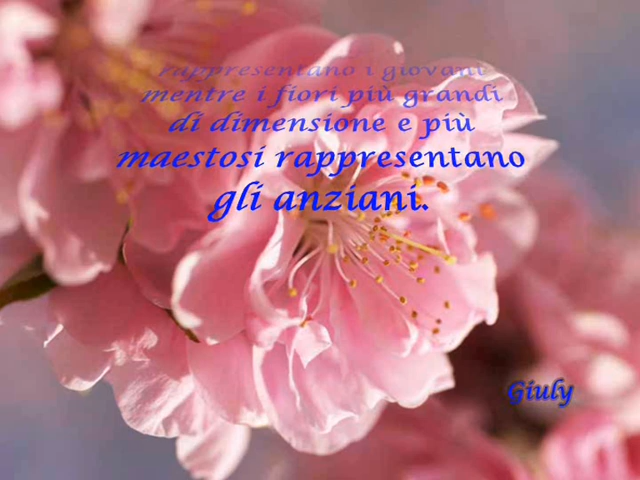 rappresentano i giovani
mentre i fiori più grandi
di dimensione e più
maestosi rappresentano
gli anziani.
Giuly